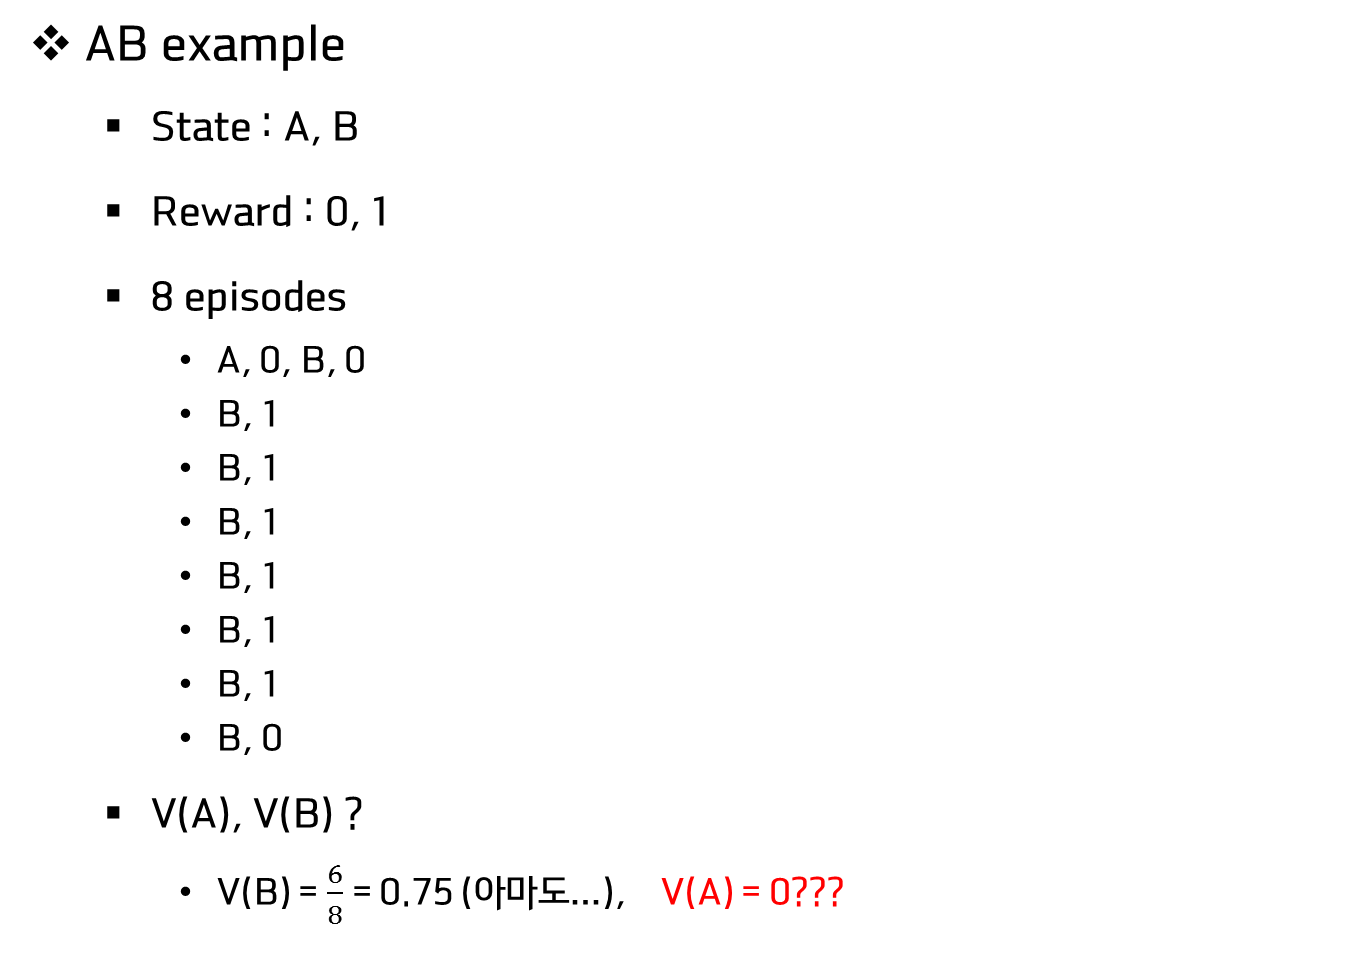 ❖ AB example
▪ State : A, B
▪ Reward : 0, 1
▪ 8 episodes
• A, 0, B, 0
• B, 1
• B, 1
• B, 1
• B, 1
• B, 1
• B, 1
• B, 0
▪ V(A), V(B) ?
• V(B) = 6/8 = 0.75 (아마도...), V(A) = 0???